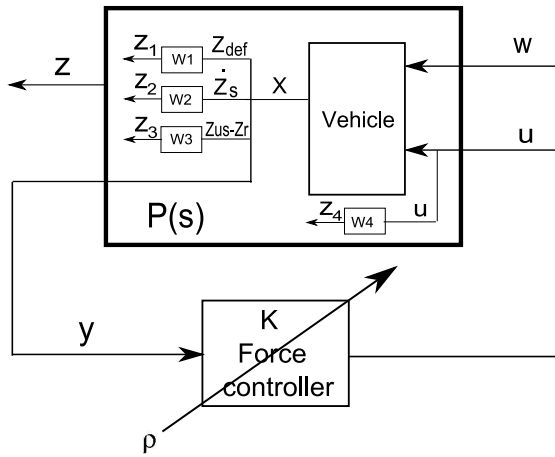 z
z1
W1
Zdef
z2
W2
Żs
z3
W3
Zus-Zr
X
Vehicle
w
u
P(s)
z4
W4
u
y
K
Force
controller
ρ